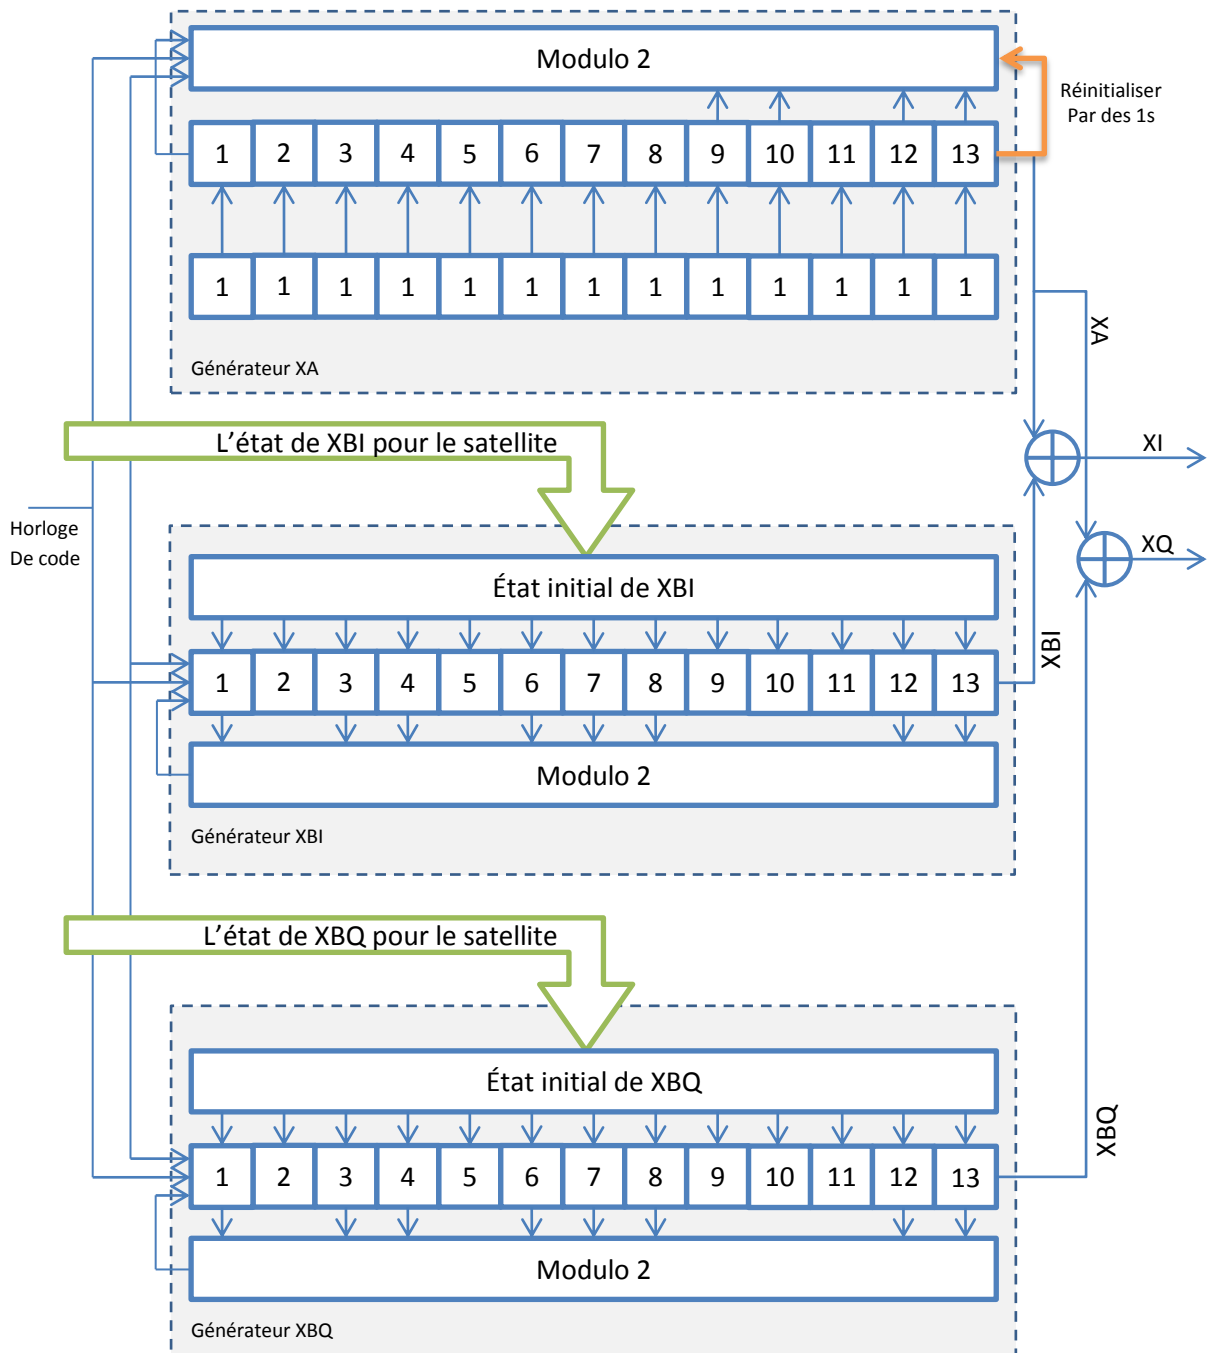 Modulo 2
Réinitialiser
Par des 1s
1 2 3 4 5 6 7 8 9 10 11 12 13
1 1 1 1 1 1 1 1 1 1 1 1 1
XA
Générateur XA
L'état de XBI pour le satellite
XI
Horloge
De code
XQ
État initial de XBI
XBI
1 2 3 4 5 6 7 8 9 10 11 12 13
Modulo 2
Générateur XBI
L'état de XBQ pour le satellite
État initial de XBQ
XBQ
1 2 3 4 5 6 7 8 9 10 11 12 13
Modulo 2
Générateur XBQ